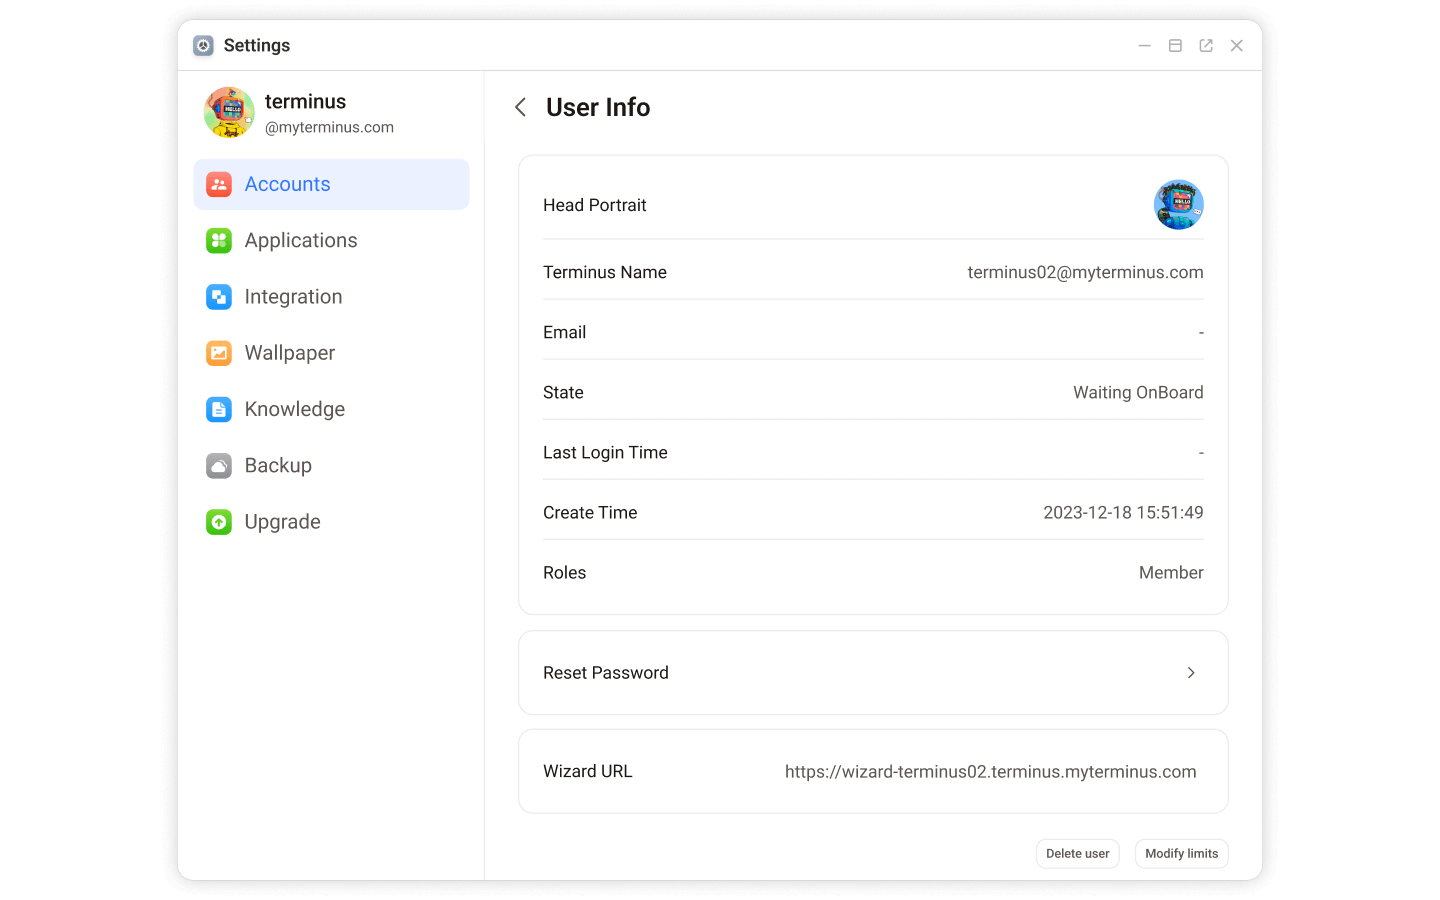 Settings
terminus
@myterminus.com
Accounts
Applications
Integration
Wallpaper
Knowledge
Backup
Upgrade
User Info
Head Portrait
HELLO
Terminus Name terminus02@myterminus.com
Email -
State Waiting OnBoard
Last Login Time -
Create Time 2023-12-18 15:51:49
Roles Member
Reset Password
Wizard URL https://wizard-terminus02.terminus.myterminus.com
Delete user Modify limits